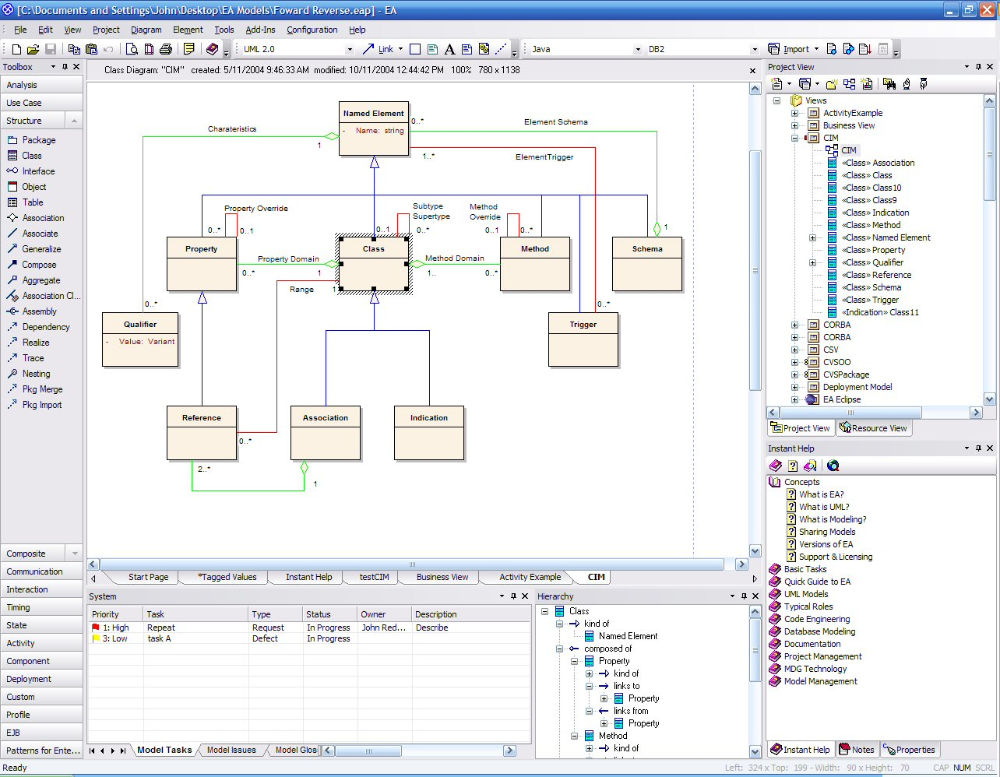 [C:\Documents and Settings\John\Desktop\EA Models\Foward Reverse.eap] - EA
File Edit View Project Diagram Element Tools Add-Ins Configuration Help
UML 2.0 Link A Java DB2 Import
Toolbox
Analysis
Use Case
Structure
Package
Class
Interface
Object
Table
Association
Associate
Generalize
Compose
Aggregate
Association Cl...
Assembly
Dependency
Realize
Trace
Nesting
Pkg Merge
Pkg Import
Composite
Communication
Interaction
Timing
State
Activity
Component
Deployment
Custom
Profile
EJB
Patterns for Ente...
Class Diagram: "CIM" created: 5/11/2004 9:46:33 AM modified: 10/11/2004 12:44:42 PM 100% 780 x 1138
Named Element
- Name: string
Charateristics
1
0..*
Element Schema
1..*
ElementTrigger
Property Override
0..* 0..1
Subtype
Supertype
0..1 0..*
Method
Override
0..1 0..*
1
Property
Class
Method
Schema
Property Domain
0..* 1
Method Domain
1.. 0..*
Range 1
0..*
0..*
Qualifier
- Value: Variant
Trigger
Reference
Association
Indication
0..*
2..*
1
Start Page *Tagged Values Instant Help testCIM Business View Activity Example CIM
System
Priority Task Type Status Owner Description
1: High Repeat Request In Progress John Red... Describe
3: Low task A Defect In Progress
Model Tasks Model Issues Model Glos
Hierarchy
Class
kind of
Named Element
composed of
Property
kind of
links to
Property
links from
Property
Method
kind of
Project View
Views
ActivityExample
Business View
CIM
CIM
«Class» Association
«Class» Class
«Class» Class10
«Class» Class9
«Class» Indication
«Class» Method
«Class» Named Element
«Class» Property
«Class» Qualifier
«Class» Reference
«Class» Schema
«Class» Trigger
«Indication» Class11
CORBA
CORBA
CSV
CVSOO
CVSPackage
Deployment Model
EA Eclipse
Project View Resource View
Instant Help
Concepts
What is EA?
What is UML?
What is Modeling?
Sharing Models
Versions of EA
Support & Licensing
Basic Tasks
Quick Guide to EA
UML Models
Typical Roles
Code Engineering
Database Modeling
Documentation
Project Management
MDG Technology
Model Management
Instant Help Notes Properties
Ready
Left: 324 x Top: 199 - Width: 90 x Height: 70 CAP NUM SCRL